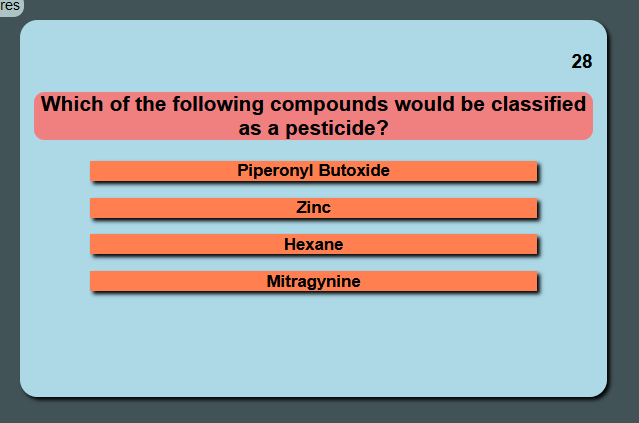 res
28
Which of the following compounds would be classified
as a pesticide?
Piperonyl Butoxide
Zinc
Hexane
Mitragynine